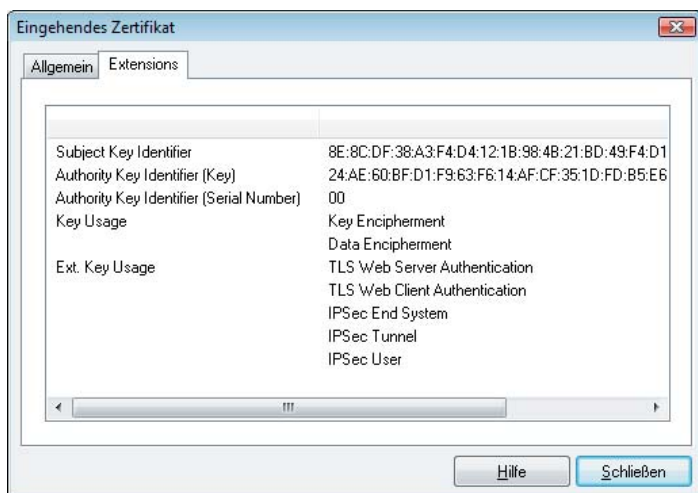 Eingehendes Zertifikat
Allgemein Extensions
Subject Key Identifier 8E:8C:DF:38:A3:F4:D4:12:1B:98:4B:21:BD:49:F4:D1
Authority Key Identifier (Key) 24:AE:60:BF:D1:F9:63:F6:14:AF:CF:35:1D:FD:B5:E6
Authority Key Identifier (Serial Number) 00
Key Usage Key Encipherment
Data Encipherment
Ext. Key Usage TLS Web Server Authentication
TLS Web Client Authentication
IPSec End System
IPSec Tunnel
IPSec User
Hilfe Schließen